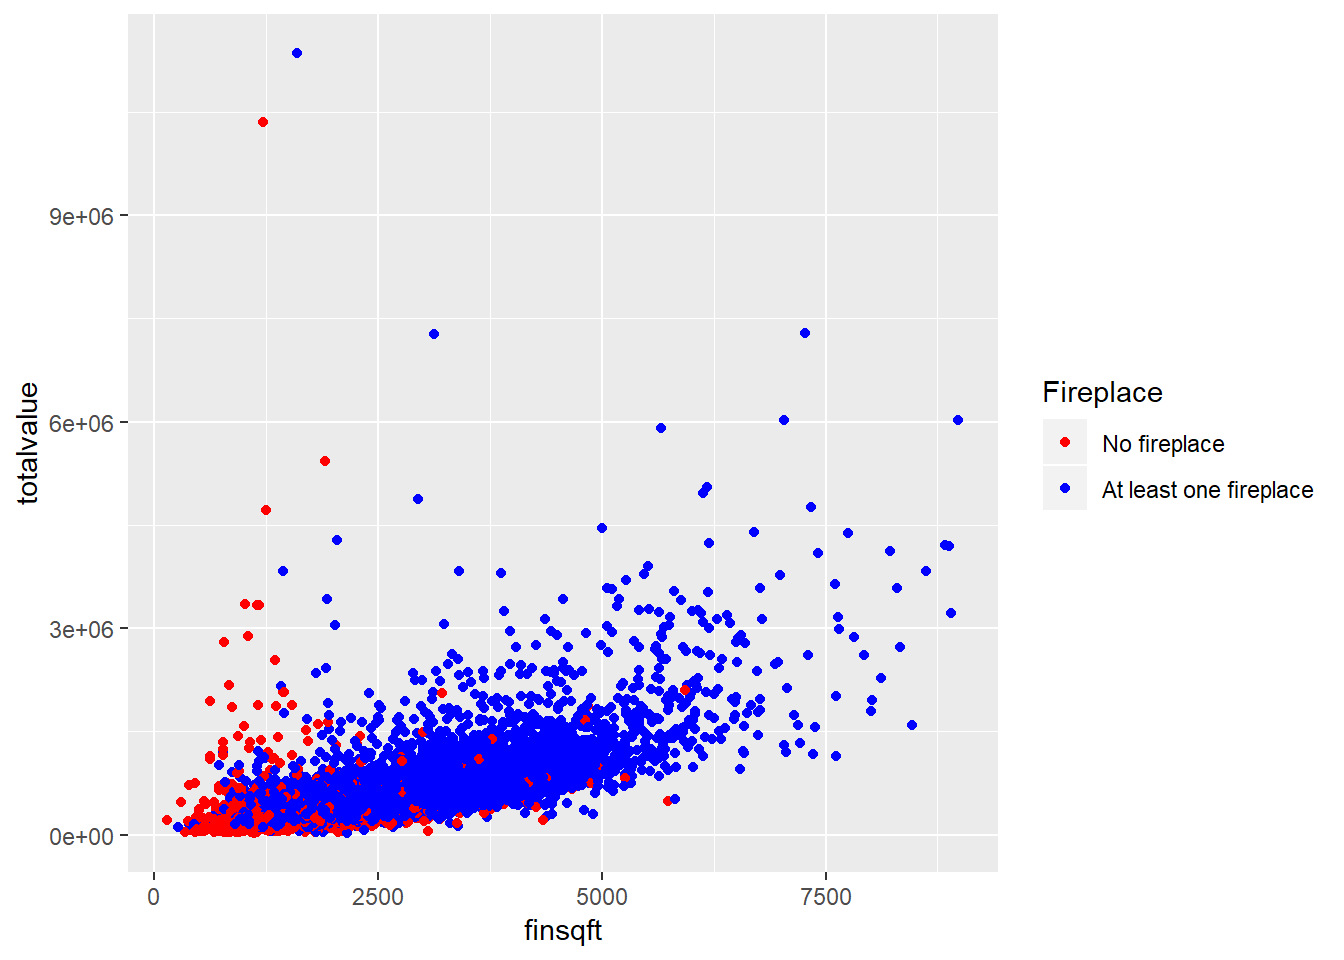 9e+06
6e+06
3e+06
0e+00
totalvalue
0
2500
5000
7500
finsqft
Fireplace
No fireplace
At least one fireplace